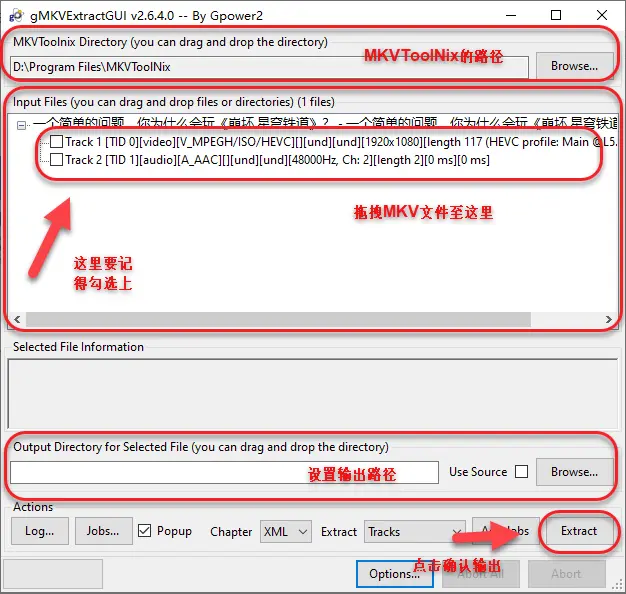 gMKVExtractGUI v2.6.4.0 -- By Gpower2
MKVToolnix Directory (you can drag and drop the directory)
D:\Program Files\MKVToolNix
MKVToolNix的路径
Browse...
Input Files (you can drag and drop files or directories) (1 files)
一个简单的问题，你为什么会玩《崩坏 星穹铁道》？ - 一个简单的问题，你为什么会玩《崩坏 星穹铁道
Track 1 [TID 0][video][V_MPEGH/ISO/HEVC][][und][und][1920x1080][length 117 (HEVC profile: Main @L5.
Track 2 [TID 1][audio][A_AAC][][und][und][48000Hz, Ch: 2][length 2][0 ms][0 ms]
拖拽MKV文件至这里
这里要记
得勾选上
Selected File Information
Output Directory for Selected File (you can drag and drop the directory)
设置输出路径
Use Source
Browse...
Actions
Log...
Jobs...
Popup
Chapter
XML
Extract
Tracks
Extract
点击确认输出
Options...
Abort All
Abort